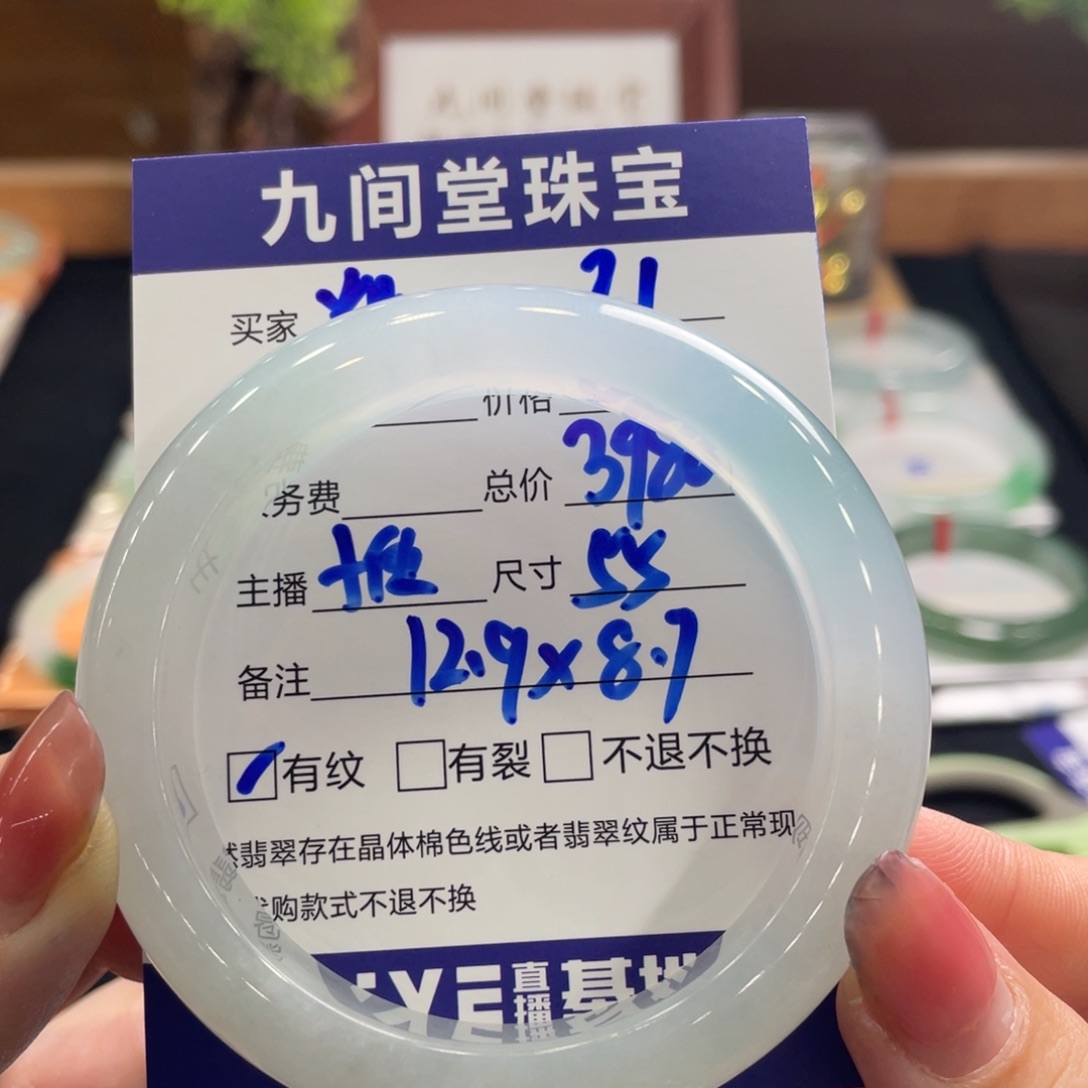 九间堂珠宝
买家 21
价格
务费 总价 3980
主播 尺寸 55
备注 12.9x8.7
有纹 有裂 不退不换
然翡翠存在晶体棉色线或者翡翠纹属于正常现
购款式不退不换
直播基地